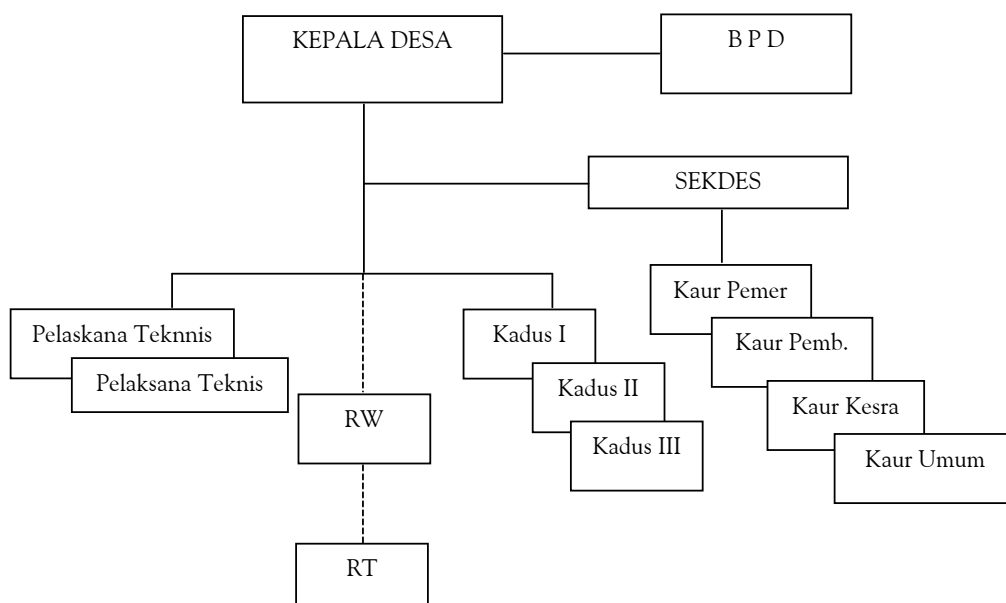 KEPALA DESA
B P D
SEKDES
Kaur Pemer
Pelaskana Teknnis
Kadus I
Kaur Pemb.
Pelaksana Teknis
Kadus II
Kaur Kesra
RW
Kadus III
Kaur Umum
RT